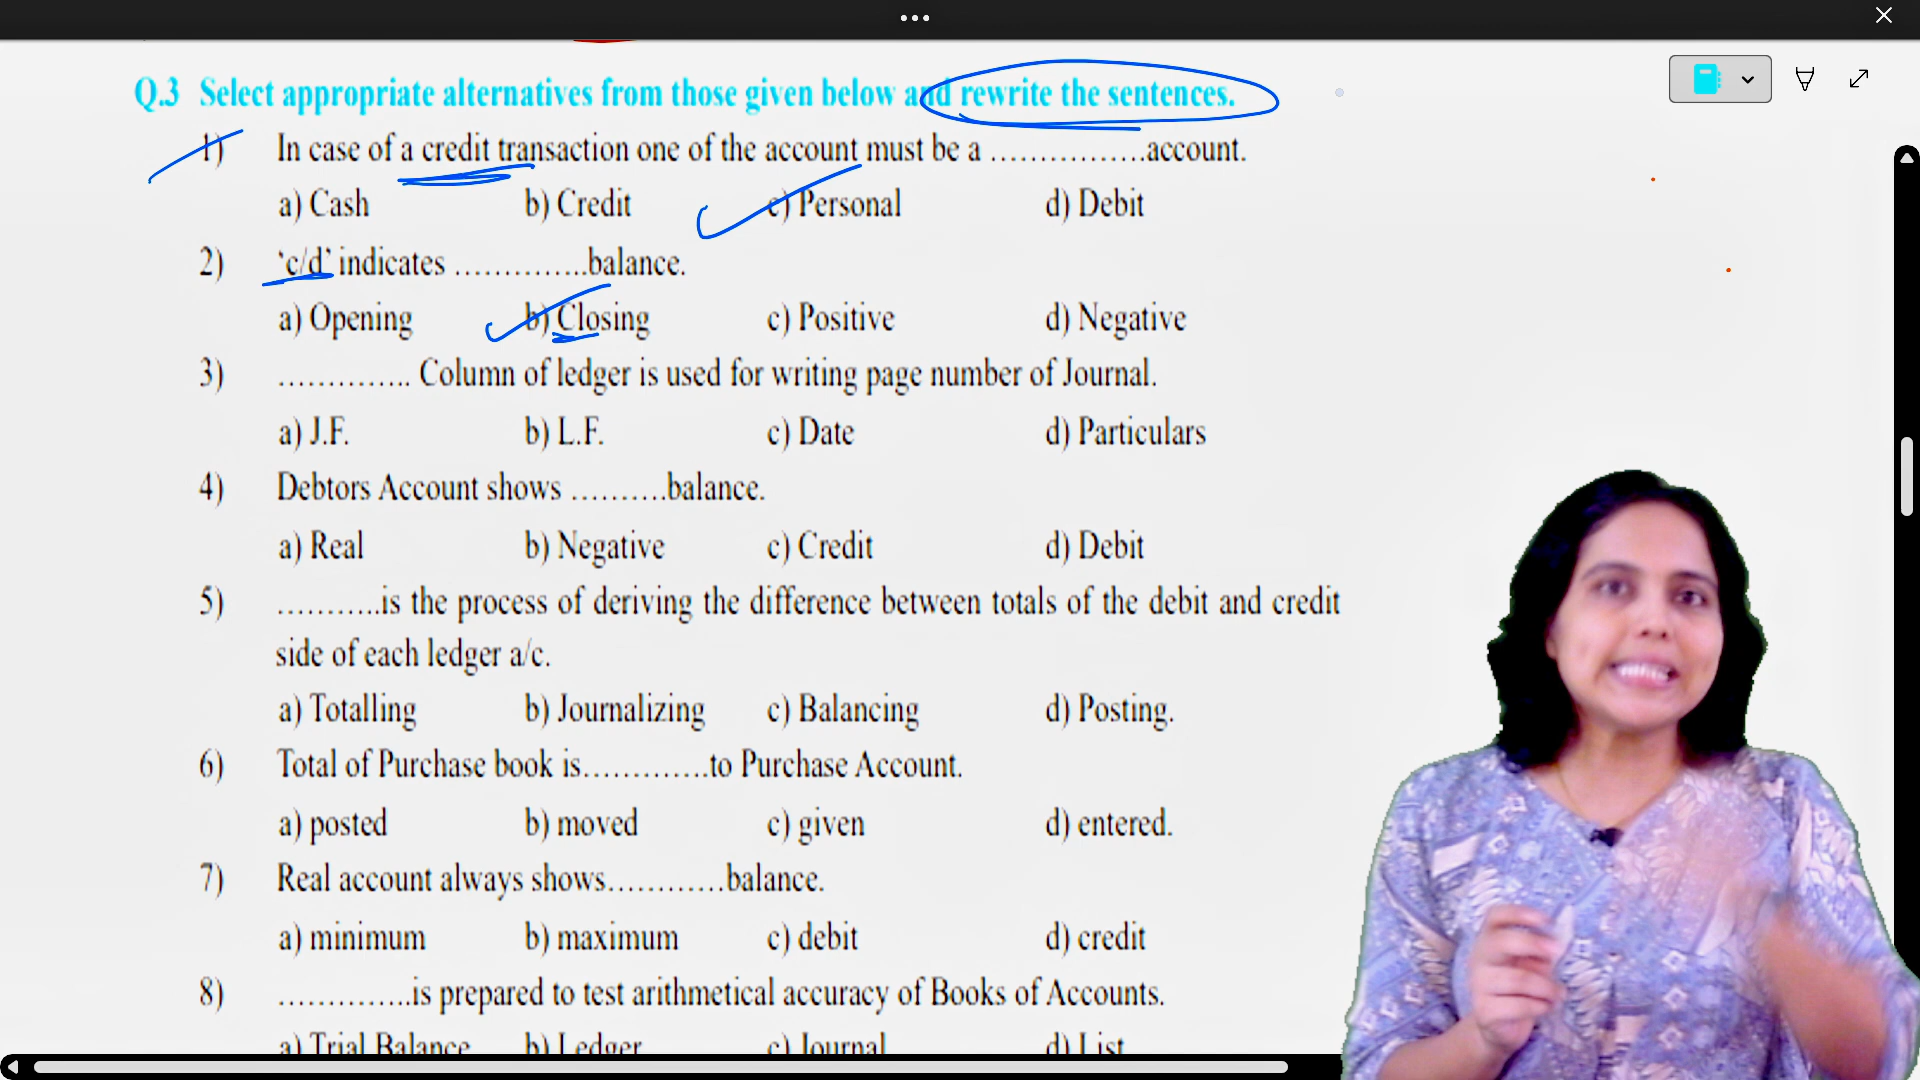 Q.3 Select appropriate alternatives from those given below and rewrite the sentences.
1) In case of a credit transaction one of the account must be a ................account.
a) Cash b) Credit c) Personal d) Debit
2) ‘c/d’ indicates ..............balance.
a) Opening b) Closing c) Positive d) Negative
3) .............. Column of ledger is used for writing page number of Journal.
a) J.F. b) L.F. c) Date d) Particulars
4) Debtors Account shows ..........balance.
a) Real b) Negative c) Credit d) Debit
5) ...........is the process of deriving the difference between totals of the debit and credit
side of each ledger a/c.
a) Totalling b) Journalizing c) Balancing d) Posting.
6) Total of Purchase book is.............to Purchase Account.
a) posted b) moved c) given d) entered.
7) Real account always shows............balance.
a) minimum b) maximum c) debit d) credit
8) ..............is prepared to test arithmetical accuracy of Books of Accounts.
a) Trial Balance b) Ledger c) Journal d) List